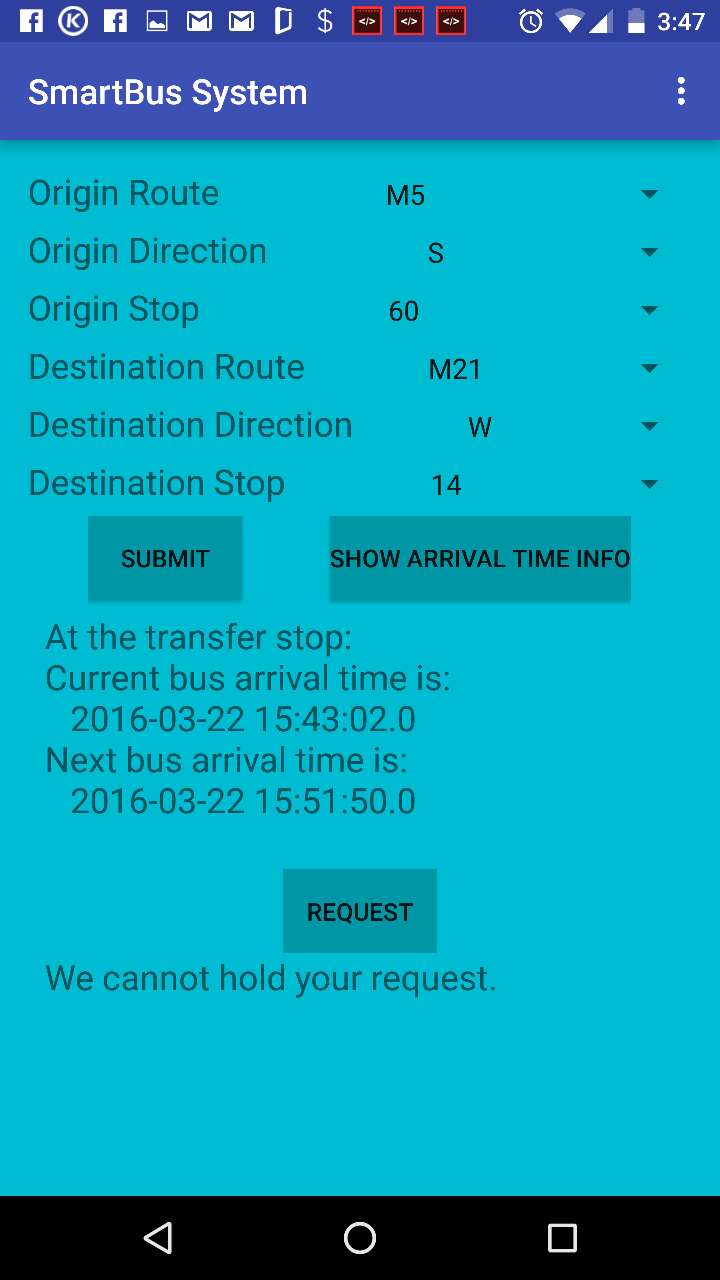 3:47
SmartBus System
Origin Route M5
Origin Direction S
Origin Stop 60
Destination Route M21
Destination Direction W
Destination Stop 14
SUBMIT SHOW ARRIVAL TIME INFO
At the transfer stop:
Current bus arrival time is:
2016-03-22 15:43:02.0
Next bus arrival time is:
2016-03-22 15:51:50.0
REQUEST
We cannot hold your request.